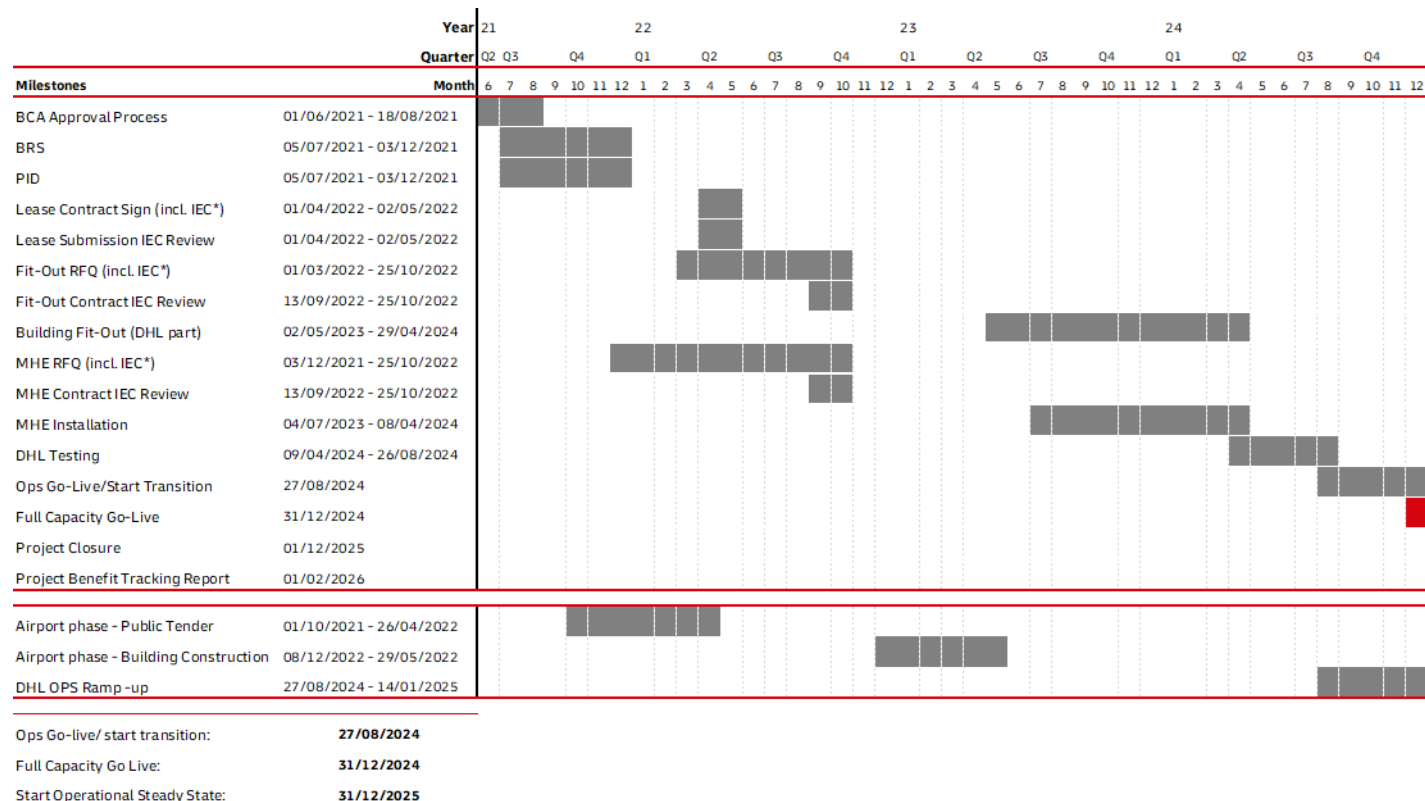 Year 21 22 23 24
Quarter Q2 Q3 Q4 Q1 Q2 Q3 Q4 Q1 Q2 Q3 Q4 Q1 Q2 Q3 Q4
Milestones Month 6 7 8 9 10 11 12 1 2 3 4 5 6 7 8 9 10 11 12 1 2 3 4 5 6 7 8 9 10 11 12 1 2 3 4 5 6 7 8 9 10 11 12
BCA Approval Process 01/06/2021 - 18/08/2021
BRS 05/07/2021 - 03/12/2021
PID 05/07/2021 - 03/12/2021
Lease Contract Sign (incl. IEC*) 01/04/2022 - 02/05/2022
Lease Submission IEC Review 01/04/2022 - 02/05/2022
Fit-Out RFQ (incl. IEC*) 01/03/2022 - 25/10/2022
Fit-Out Contract IEC Review 13/09/2022 - 25/10/2022
Building Fit-Out (DHL part) 02/05/2023 - 29/04/2024
MHE RFQ (incl. IEC*) 03/12/2021 - 25/10/2022
MHE Contract IEC Review 13/09/2022 - 25/10/2022
MHE Installation 04/07/2023 - 08/04/2024
DHL Testing 09/04/2024 - 26/08/2024
Ops Go-Live/Start Transition 27/08/2024
Full Capacity Go-Live 31/12/2024
Project Closure 01/12/2025
Project Benefit Tracking Report 01/02/2026
Airport phase - Public Tender 01/10/2021 - 26/04/2022
Airport phase - Building Construction 08/12/2022 - 29/05/2022
DHL OPS Ramp -up 27/08/2024 - 14/01/2025
Ops Go-live/ start transition: 27/08/2024
Full Capacity Go Live: 31/12/2024
Start Operational Steady State: 31/12/2025